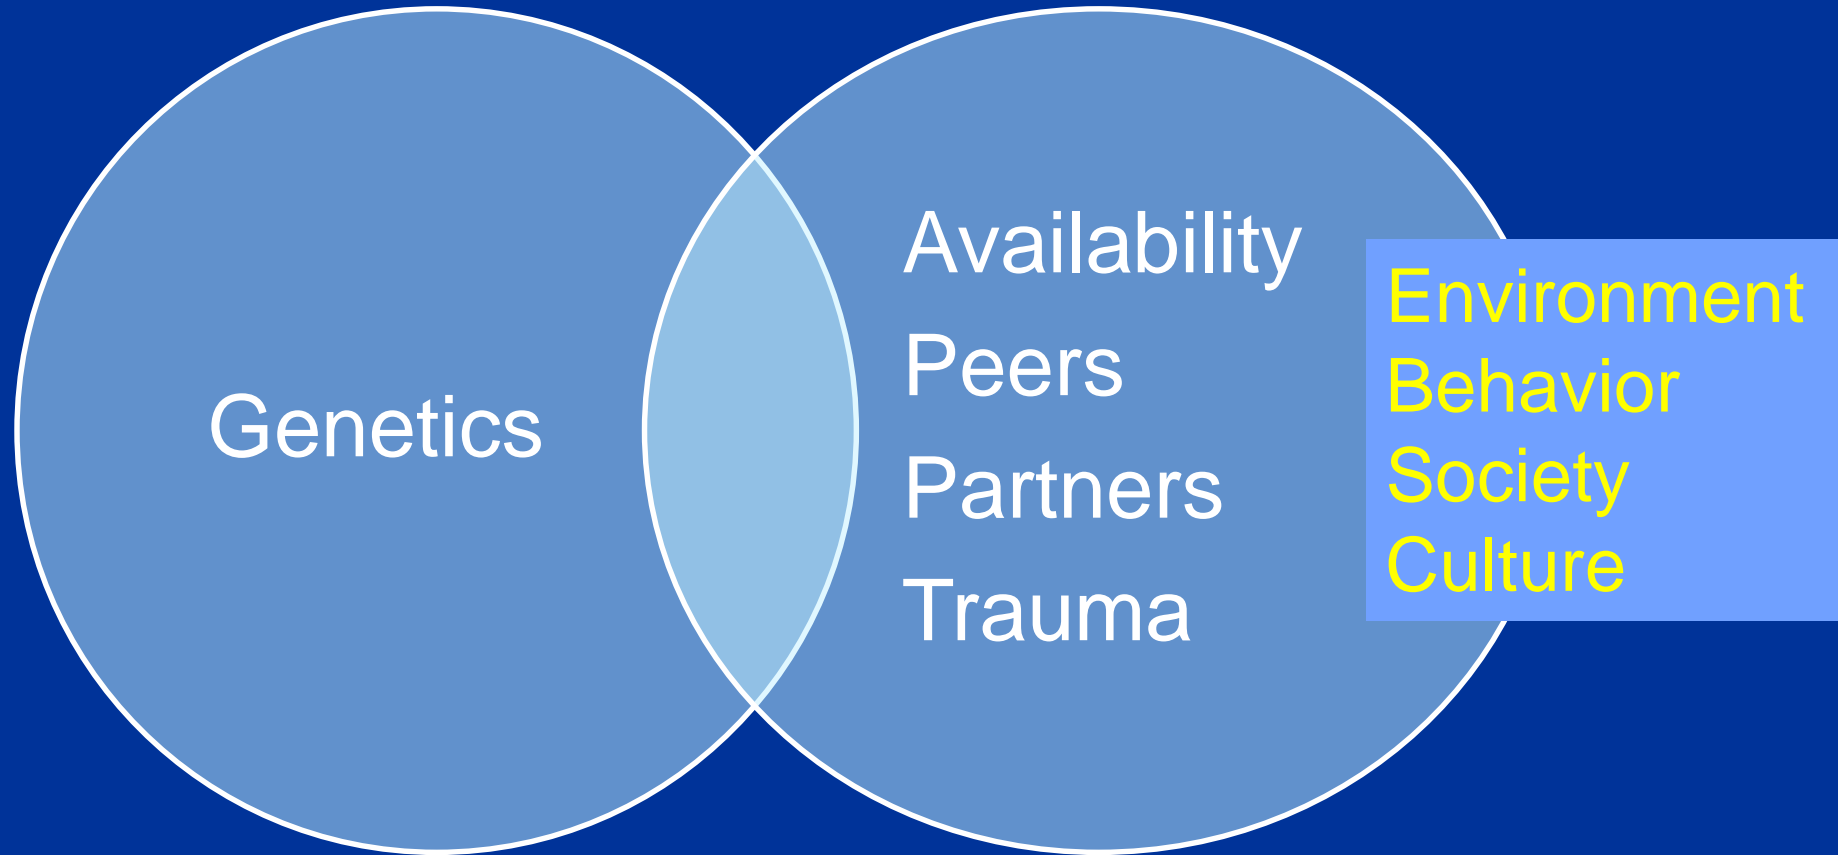 Genetics
Availability
Peers
Partners
Trauma
Environment
Behavior
Society
Culture